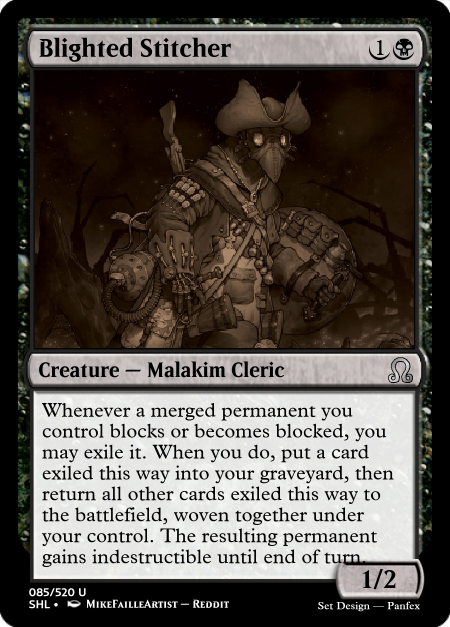 Blighted Stitcher 1
Creature — Malakim Cleric
Whenever a merged permanent you
control blocks or becomes blocked, you
may exile it. When you do, put a card
exiled this way into your graveyard, then
return all other cards exiled this way to
the battlefield, woven together under
your control. The resulting permanent
gains indestructible until end of turn.
1/2
085/520 U
SHL • MikeFailleArtist — Reddit
Set Design — Panfex